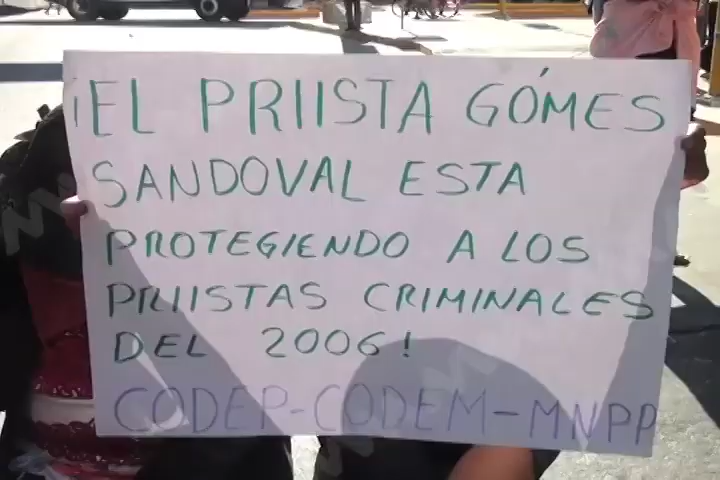 ¡EL PRIISTA GÓMES
SANDOVAL ESTA
PROTEGIENDO A LOS
PRIISTAS CRIMINALES
DEL 2006!
CODEP-CODEM-MNPP